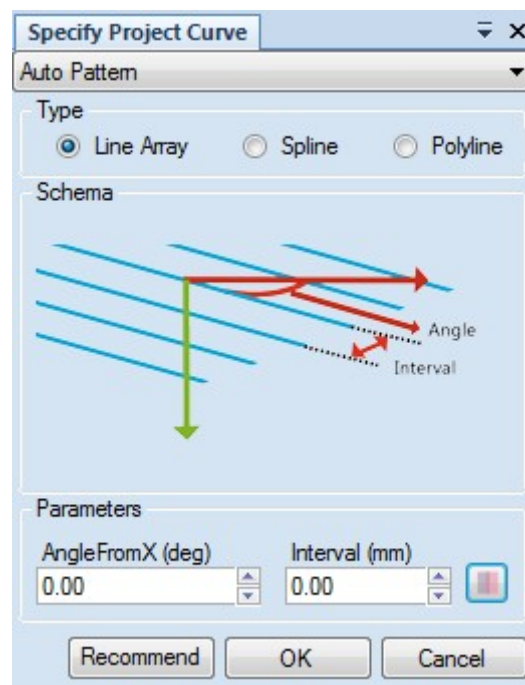 Specify Project Curve
Auto Pattern
Type
Line Array Spline Polyline
Schema
Angle
Interval
Parameters
AngleFromX (deg) Interval (mm)
0.00 0.00
Recommend OK Cancel